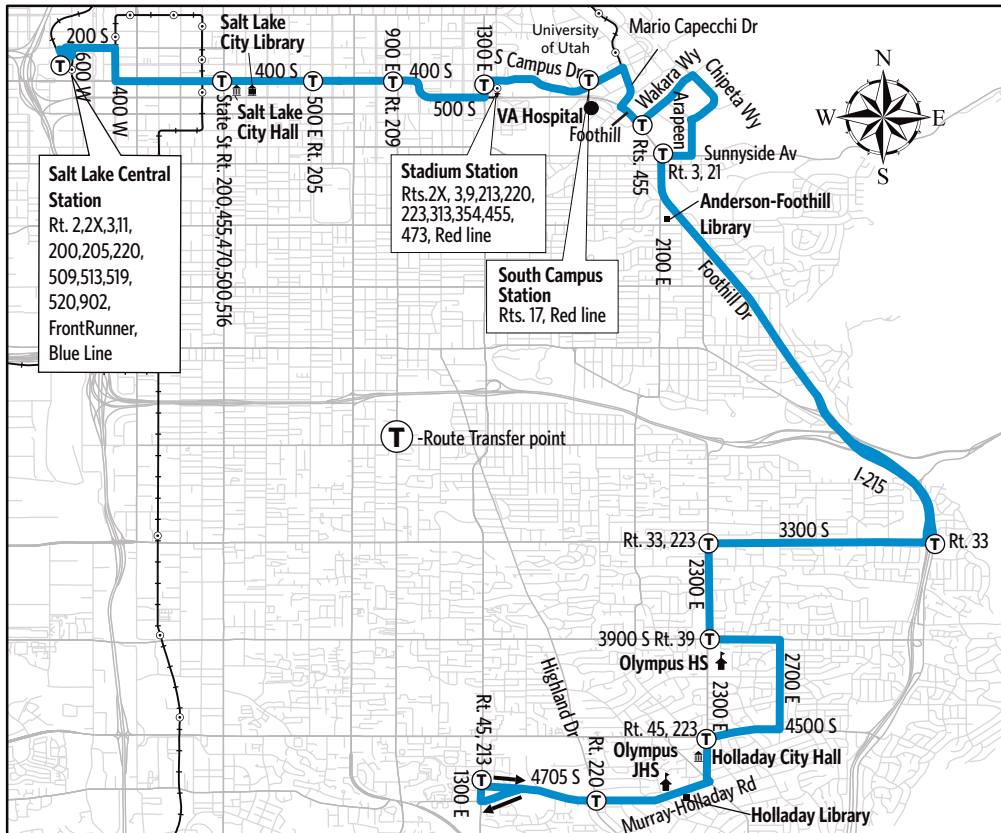 200 S
600 W
4000 W
Salt Lake
City Library
400 S
Salt Lake
City Hall
State St Rt. 200,455,470,500,516
500 E Rt. 205
900 E
Rt. 209
400 S
500 S
1300 E
S Campus Dr
University
of Utah
Mario Capecchi Dr
Wakara Wy
Chipeta Wy
Arapeen
VA Hospital
Foothill
Rts. 455
Sunnyside Av
Rt. 3, 21
N
W
E
S
Salt Lake Central
Station
Rt. 2,2X,3,11,
200,205,220,
509,513,519,
520,902,
FrontRunner,
Blue Line
Stadium Station
Rts.2X, 3,9,213,220,
223,313,354,455,
473, Red line
South Campus
Station
Rts. 17, Red line
Anderson-Foothill
Library
2100 E
Foothill Dr
T -Route Transfer point
I-215
3300 S
Rt. 33, 223
Rt. 33
2300 E
3900 S Rt. 39
Olympus HS
2700 E
2300 E
4500 S
Rt. 45, 223
Holladay City Hall
Olympus
JHS
Highland Dr
Rt. 45, 213
1300 E
4705 S
Rt. 220
Murray-Holladay Rd
Holladay Library
T
T
T
T
T
T
T
T
T
T
T
T
T
T